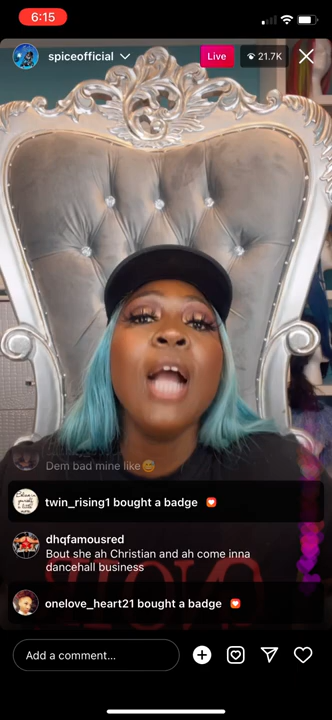 6:15
spiceofficial
Live
21.7K
Dem bad mine like😅
twin_rising1 bought a badge
dhqfamousred
Bout she ah Christian and ah come inna
dancehall business
onelove_heart21 bought a badge
Add a comment...